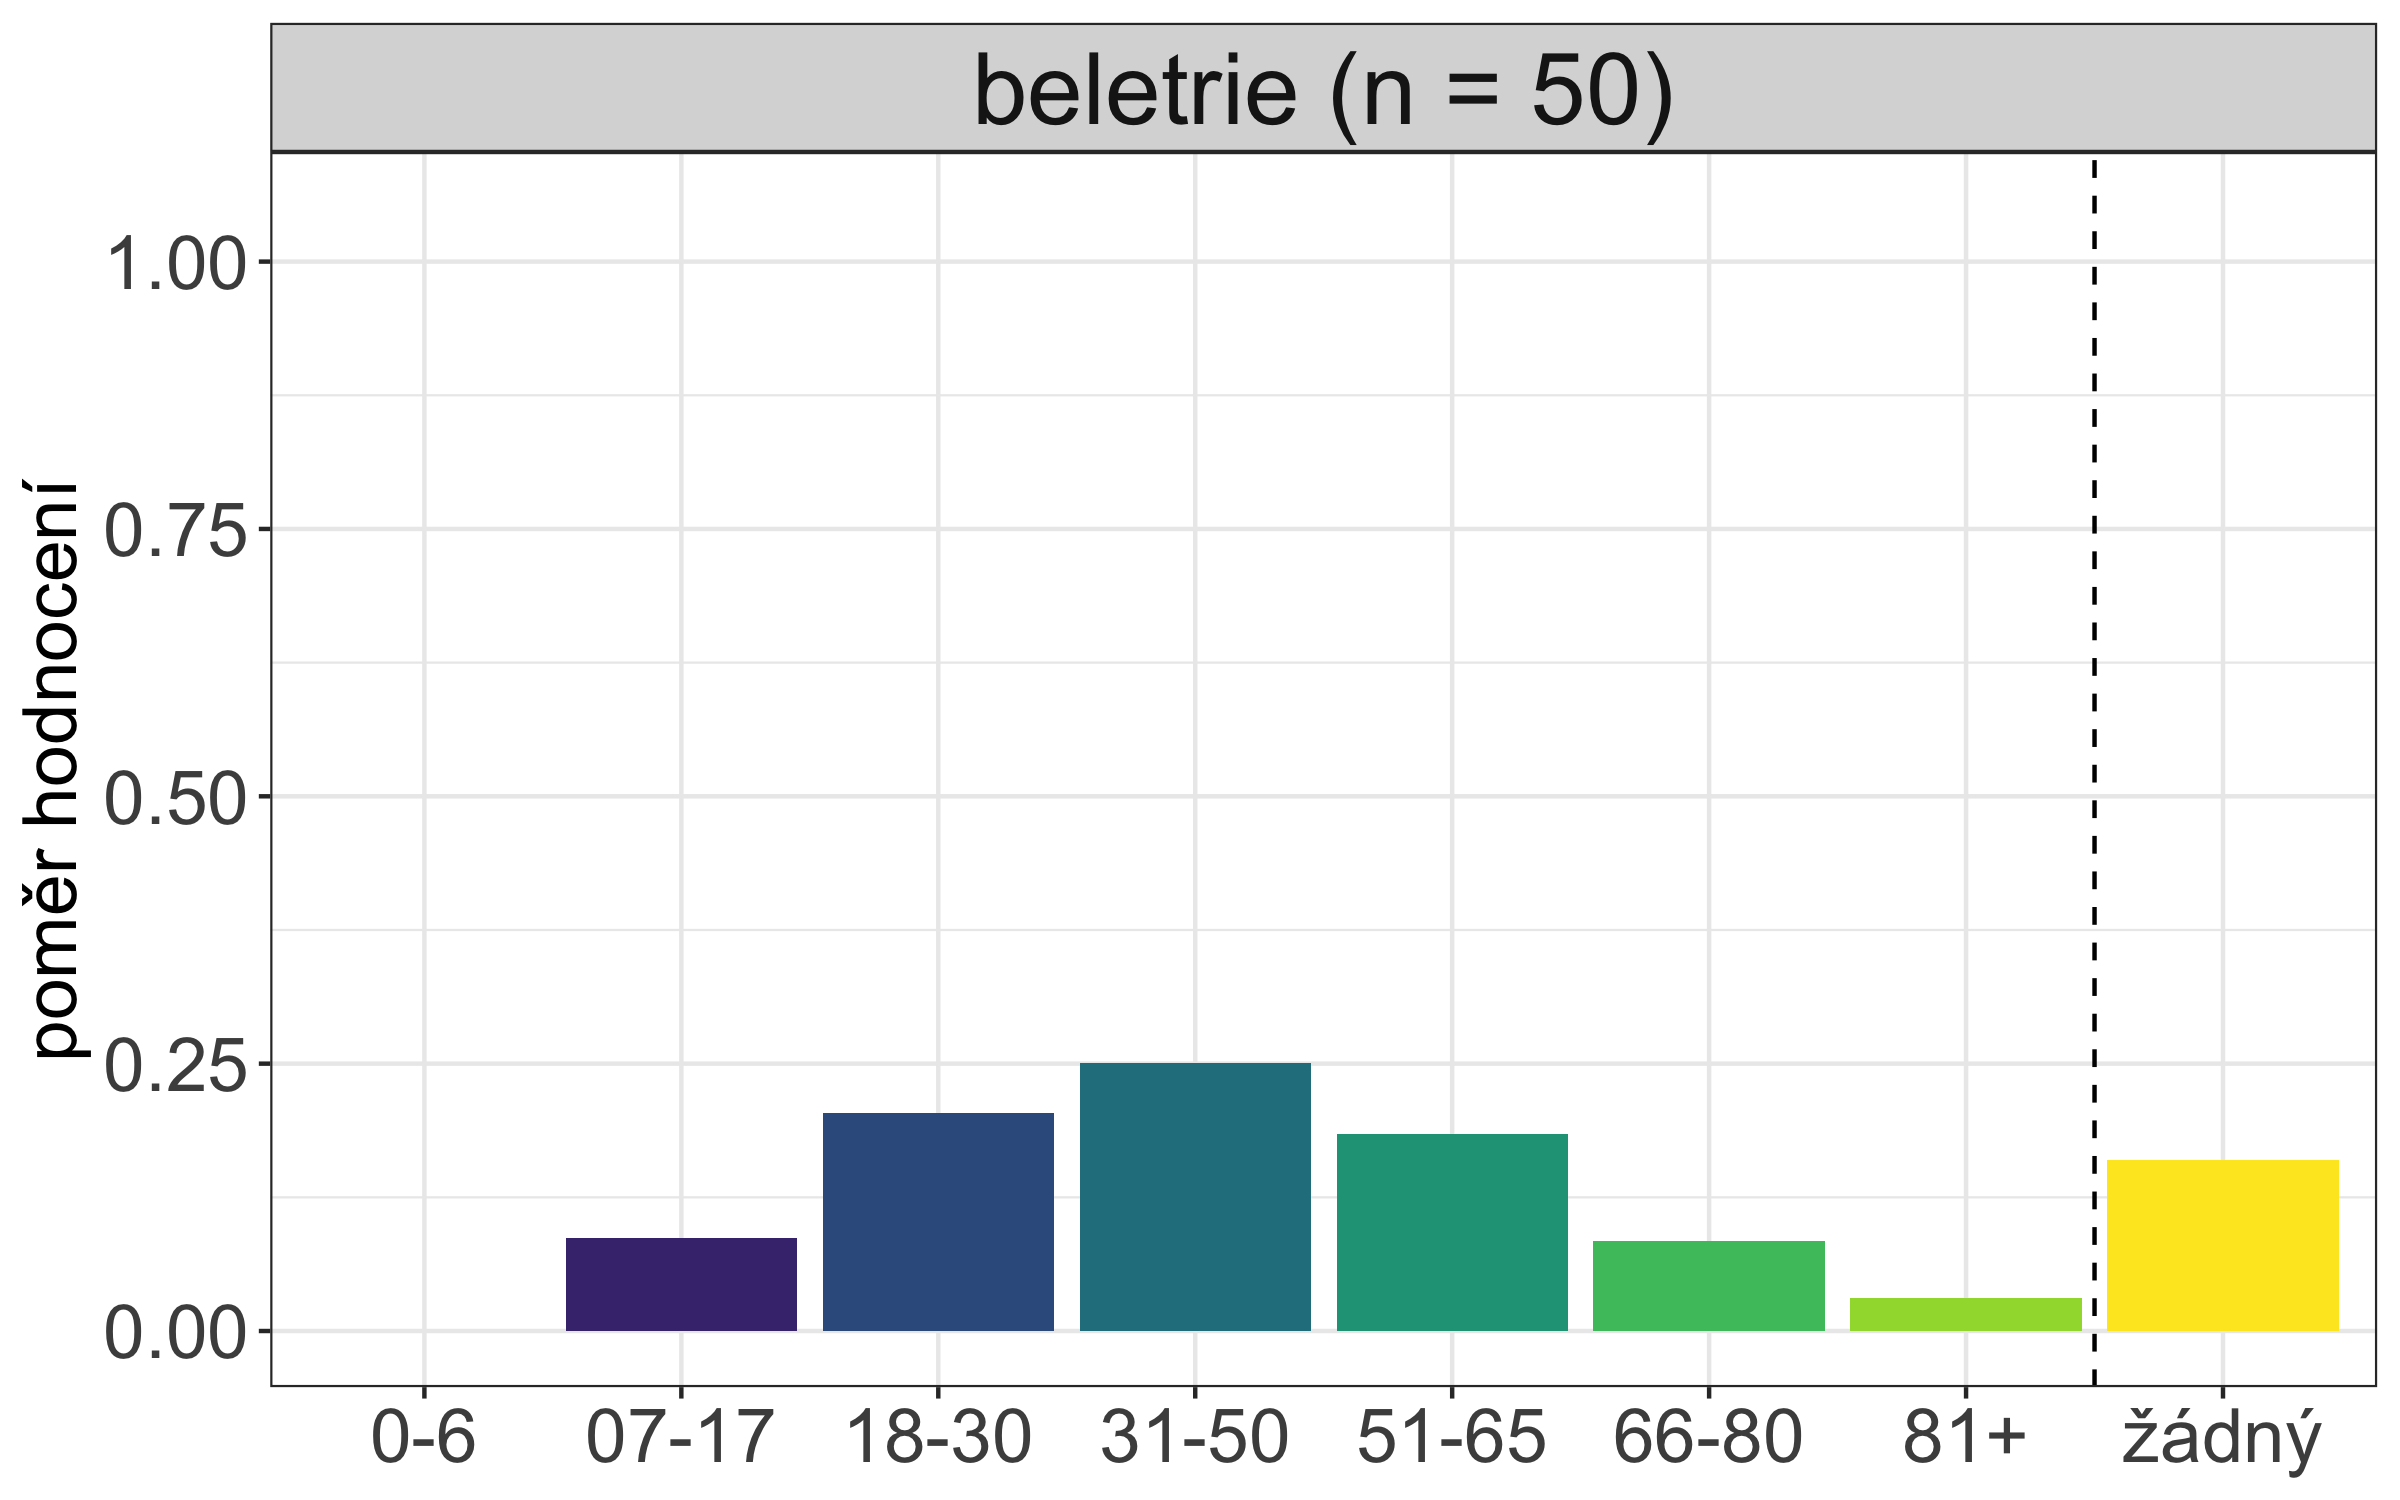 beletrie (n = 50)
poměr hodnocení
1.00
0.75
0.50
0.25
0.00
0-6 07-17 18-30 31-50 51-65 66-80 81+ žádný